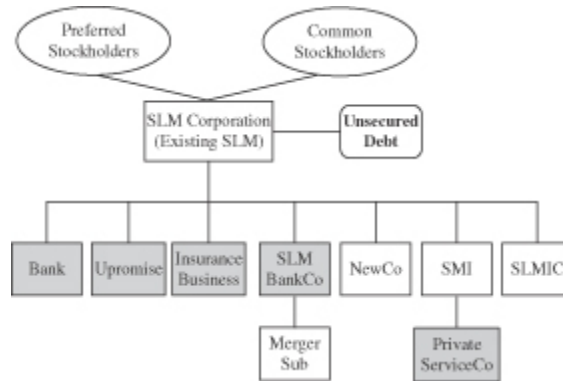 Preferred
Stockholders
Common
Stockholders
SLM Corporation
(Existing SLM)
Unsecured
Debt
Bank
Upromise
Insurance
Business
SLM
BankCo
NewCo
SMI
SLMIC
Merger
Sub
Private
ServiceCo